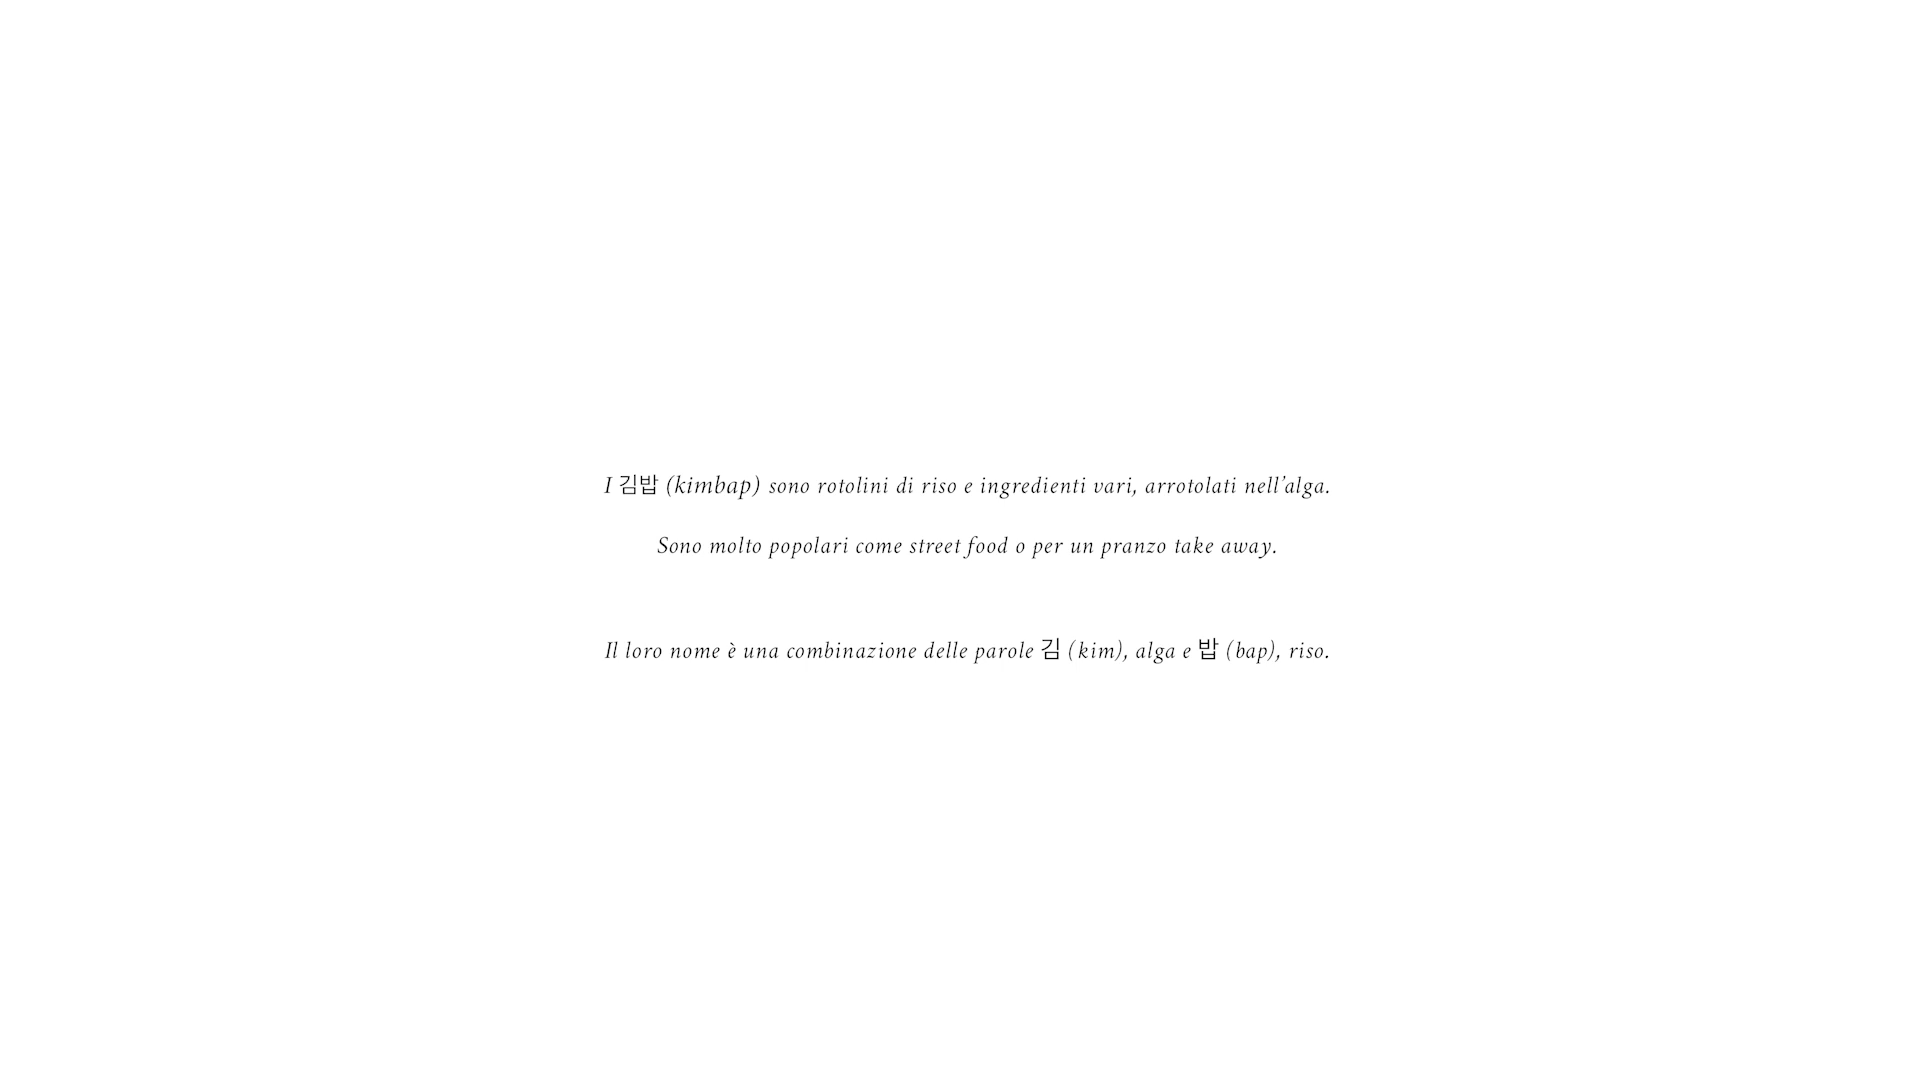 I 김밥 (kimbap) sono rotolini di riso e ingredienti vari, arrotolati nell’alga.
Sono molto popolari come street food o per un pranzo take away.
Il loro nome è una combinazione delle parole 김 (kim), alga e 밥 (bap), riso.